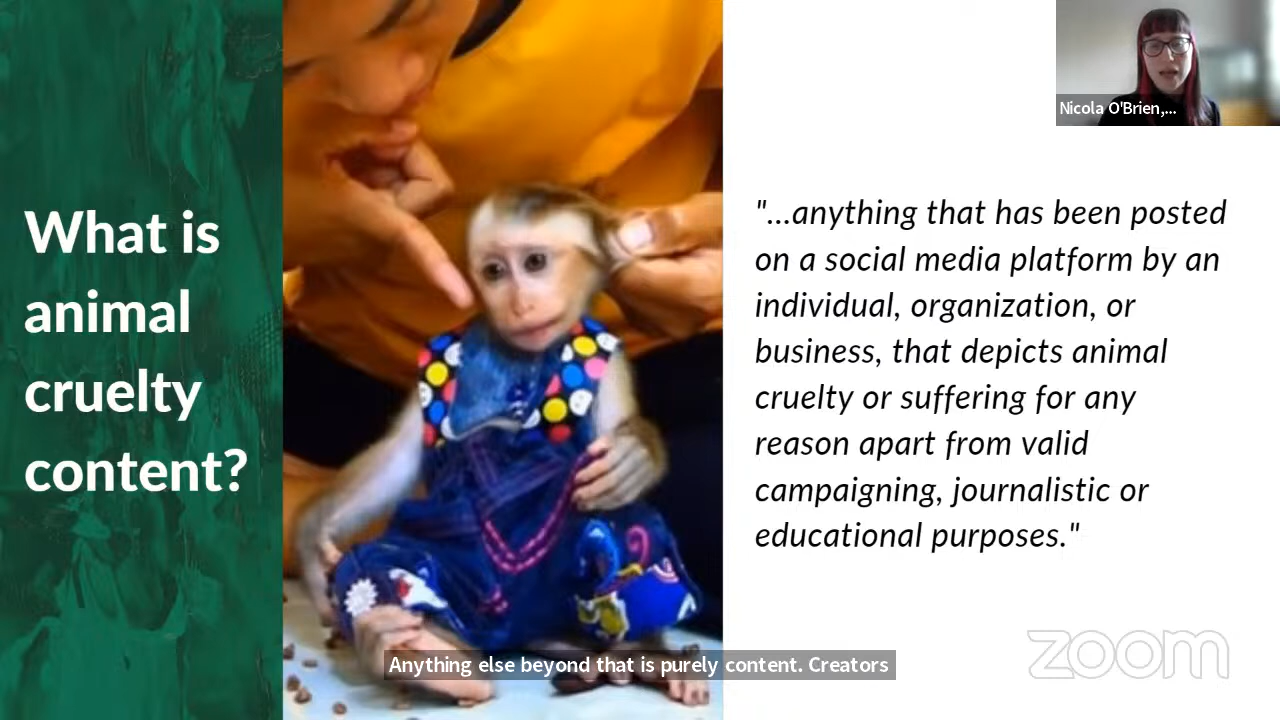 What is
animal
cruelty
content?
Nicola O'Brien,...
"...anything that has been posted
on a social media platform by an
individual, organization, or
business, that depicts animal
cruelty or suffering for any
reason apart from valid
campaigning, journalistic or
educational purposes."
zoom
Anything else beyond that is purely content. Creators